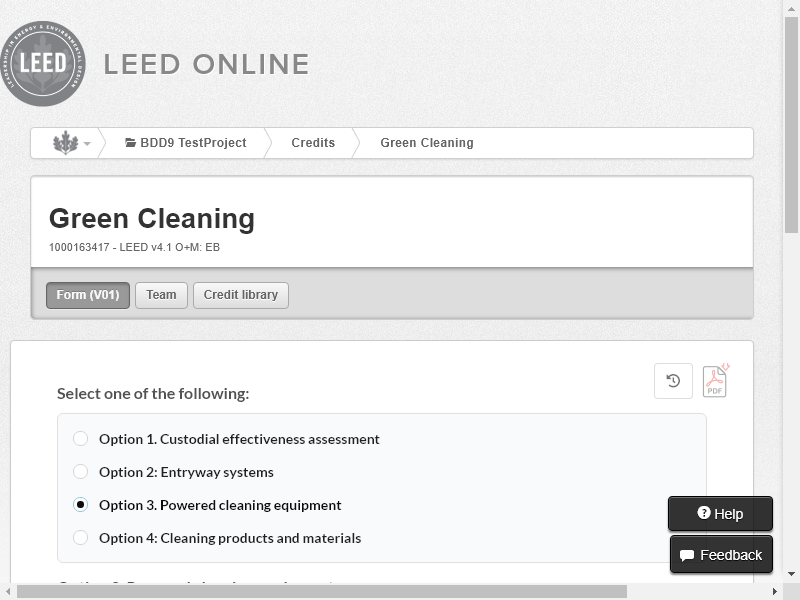 LEADERSHIP IN ENERGY & ENVIRONMENTAL DESIGN
LEED
LEED ONLINE
BDD9 TestProject
Credits
Green Cleaning
Green Cleaning
1000163417 - LEED v4.1 O+M: EB
Form (V01)
Team
Credit library
PDF
Select one of the following:
Option 1. Custodial effectiveness assessment
Option 2: Entryway systems
Option 3. Powered cleaning equipment
Option 4: Cleaning products and materials
Help
Feedback